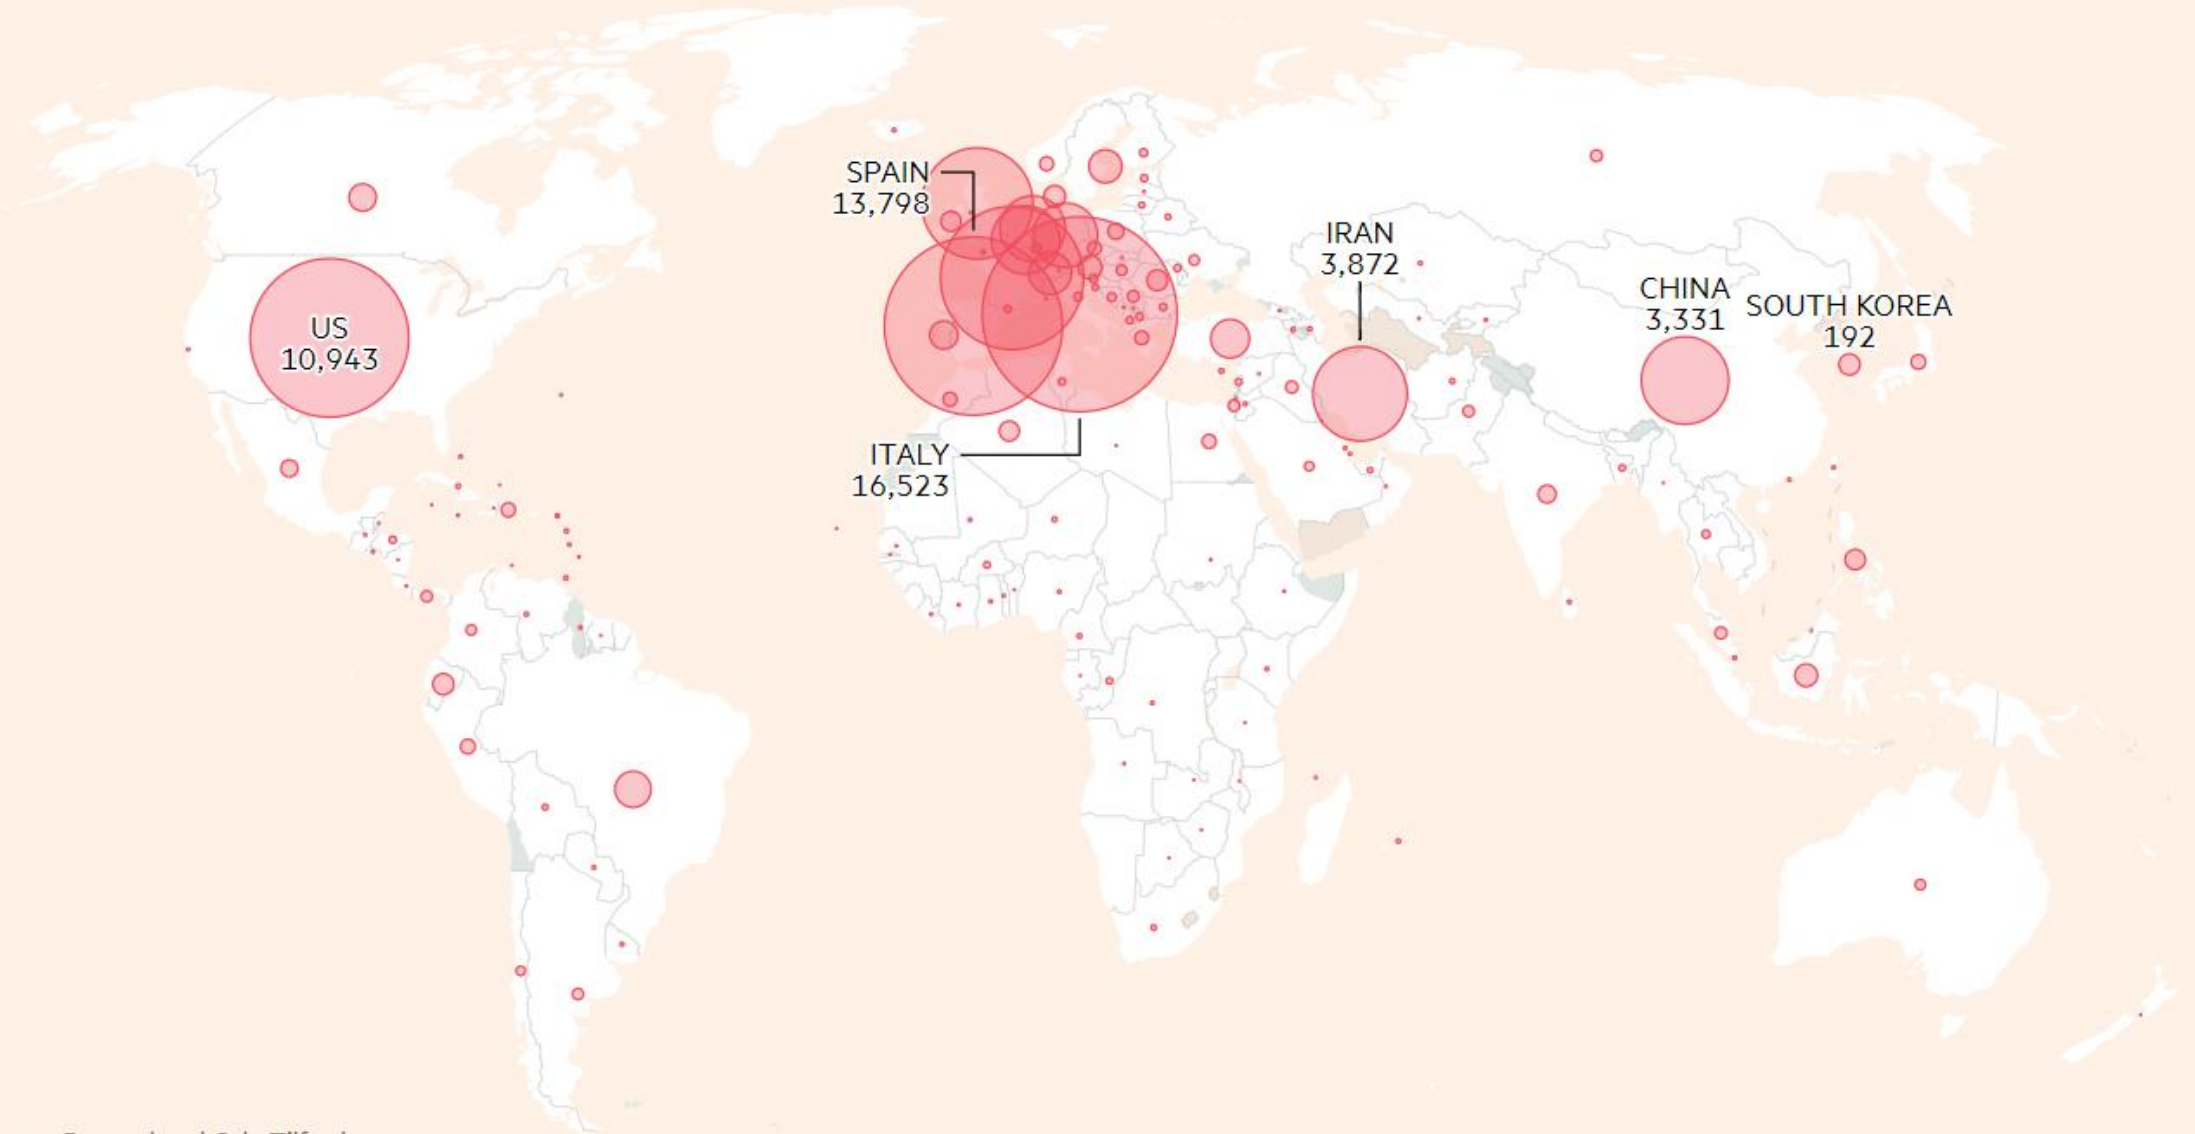 SPAIN
13,798
US
10,943
ITALY
16,523
IRAN
3,872
CHINA
3,331
SOUTH KOREA
192